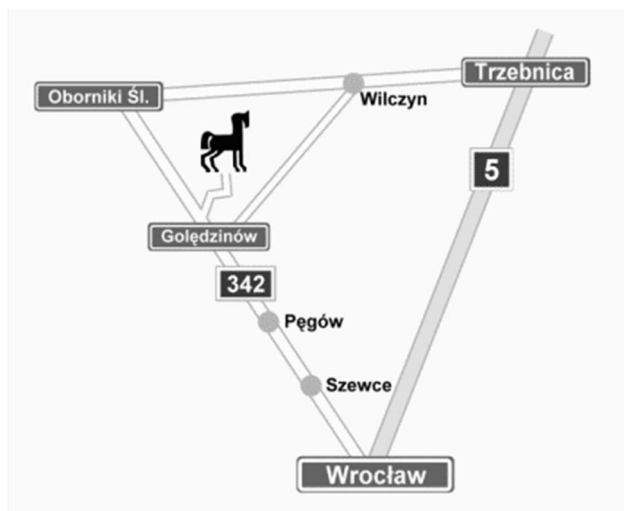 Trzebnica
Oborniki Śl.
Wilczyn
5
Golędzinów
342
Pęgów
Szewce
Wrocław